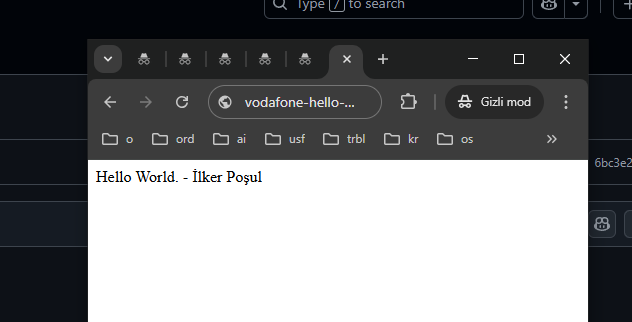 Type / to search
vodafone-hello-...
Gizli mod
o ord ai usf trbl kr os
6bc3e2
Hello World. - İlker Poşul